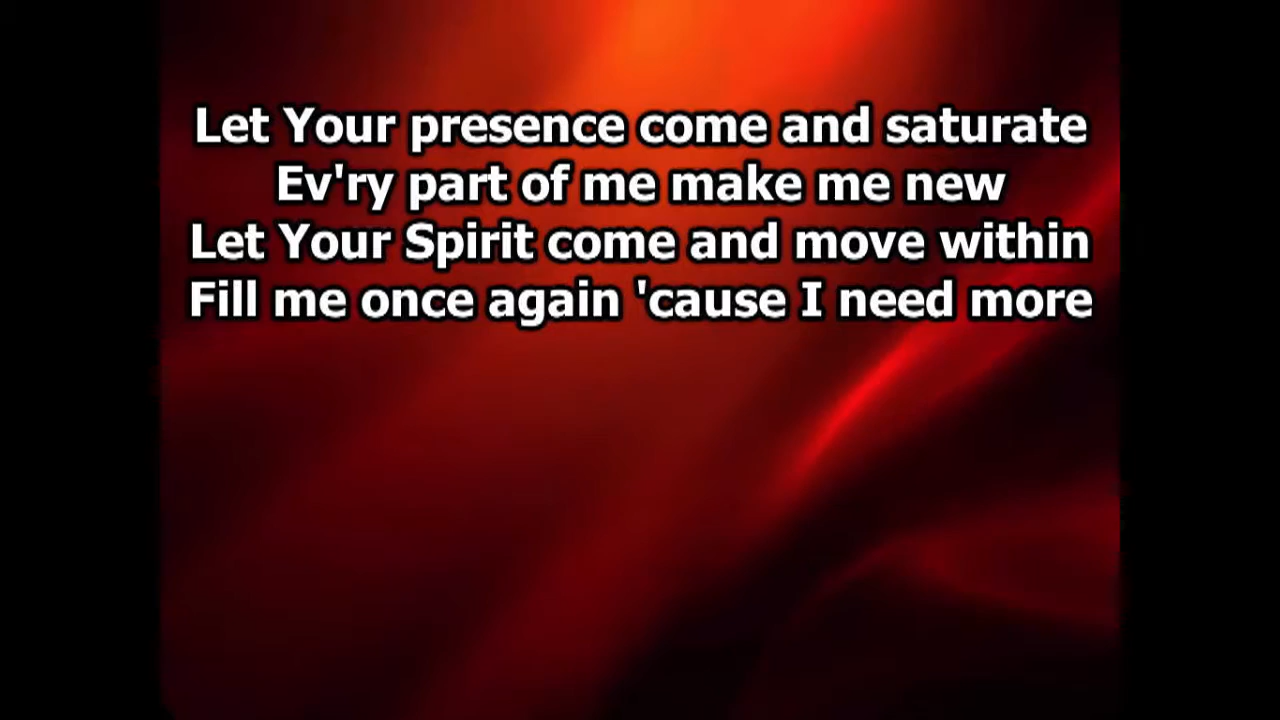 Let Your presence come and saturate
Ev'ry part of me make me new
Let Your Spirit come and move within
Fill me once again 'cause I need more